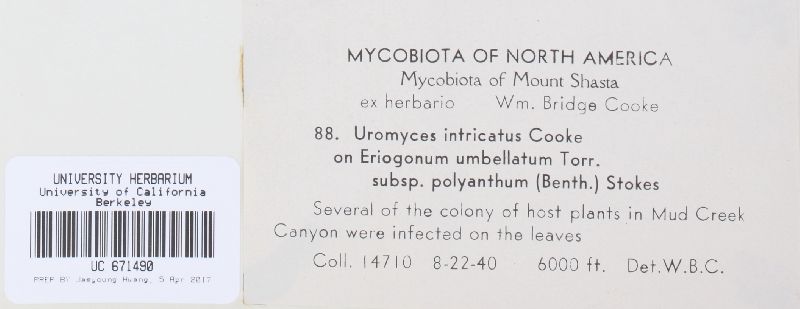 MYCOBIOTA OF NORTH AMERICA
Mycobiota of Mount Shasta
ex herbario Wm. Bridge Cooke
88. Uromyces intricatus Cooke
on Eriogonum umbellatum Torr.
subsp. polyanthum (Benth.) Stokes
Several of the colony of host plants in Mud Creek
Canyon were infected on the leaves
Coll. 14710 8-22-40 6000 ft. Det.W.B.C.
UNIVERSITY HERBARIUM
University of California
Berkeley
UC 671490
PREP BY Jaeyoung Hwang, 5 Apr 2017